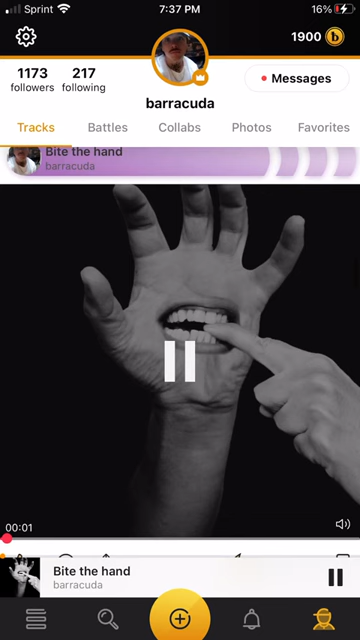 Sprint 7:37 PM 16%
1900 b
1173 217
followers following
Messages
barracuda
Tracks Battles Collabs Photos Favorites
Bite the hand
barracuda
00:01
Bite the hand
barracuda